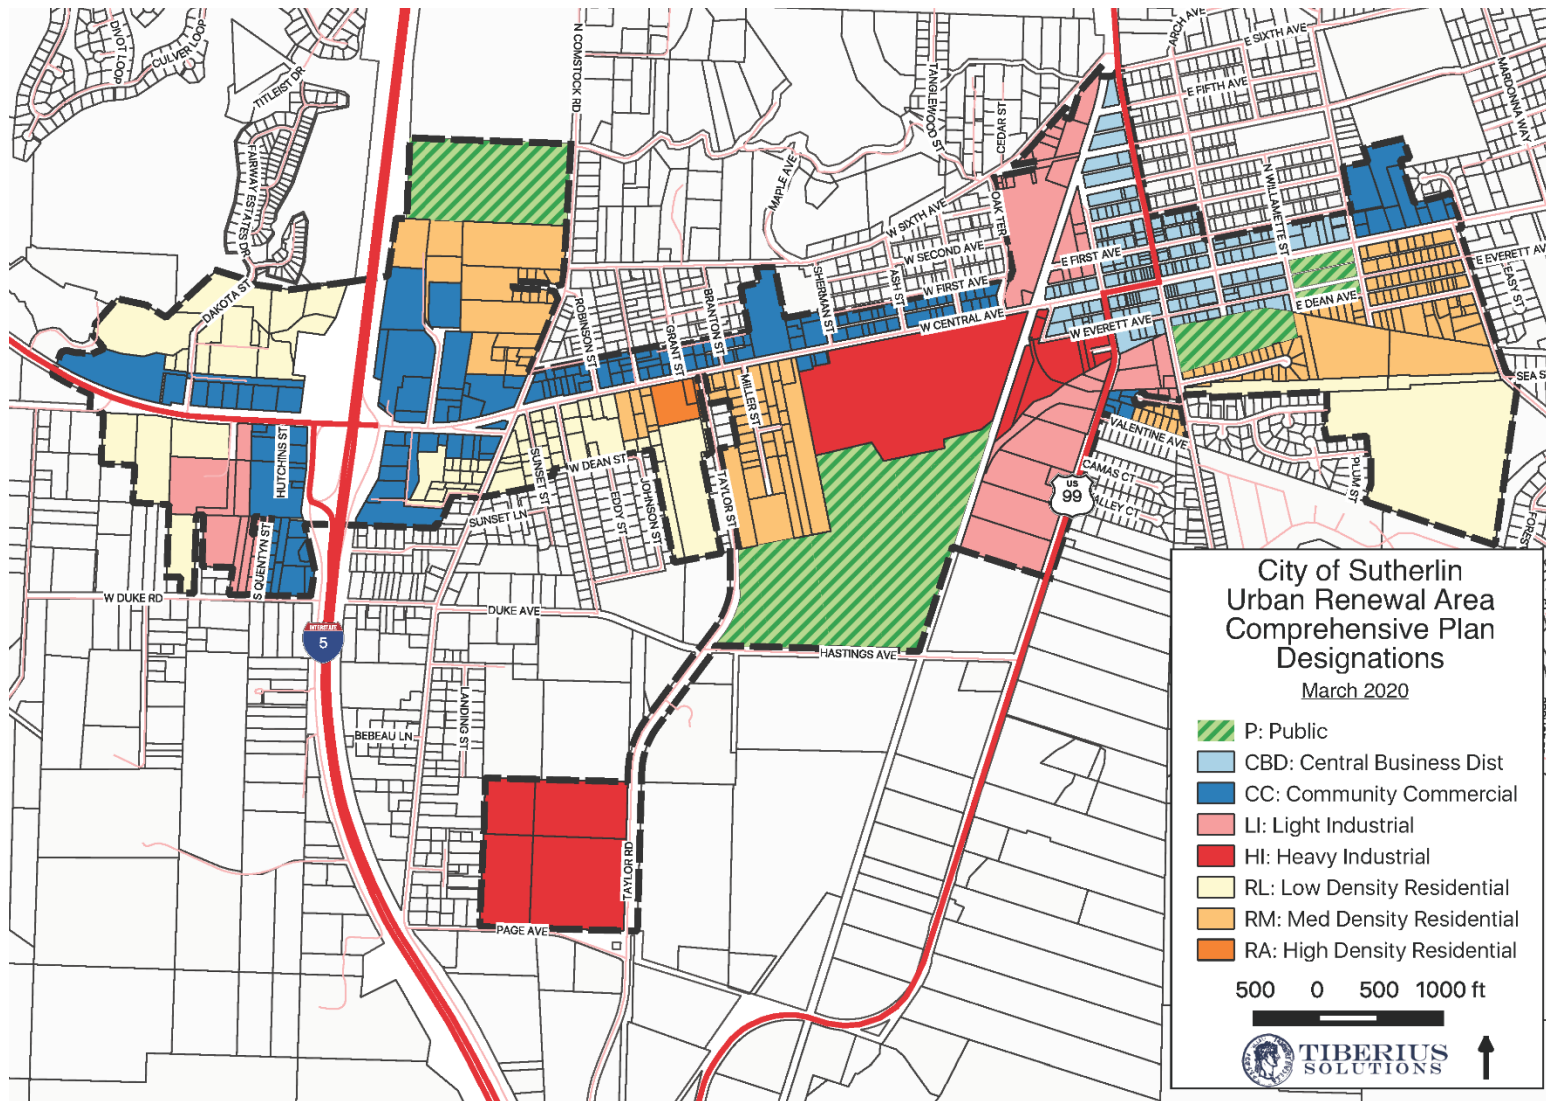 DIVOT LOOP
CULVER LOOP
TITLEIST DR
FAIRWAY ESTATES DR
DAKOTA ST
N COMSTOCK RD
TANGLEWOOD ST
CEDAR ST
MAPLE AVE
OAK TER
ARCH AVE
E SIXTH AVE
E FIFTH AVE
MARDONNA WAY
N WILLAMETTE ST
W SIXTH AVE
W SECOND AVE
W FIRST AVE
E FIRST AVE
E EVERETT AV
EASY ST
E DEAN AVE
W CENTRAL AVE
W EVERETT AVE
SHERMAN ST
ASH ST
BRANTON ST
GRANT ST
ROBINSON ST
MILLER ST
SEA S
VALENTINE AVE
CAMAS CT
ALLEY CT
PLUM ST
FOREST
HUTCHINS ST
S QUENTYN ST
SUNSET ST
W DEAN ST
EDDY ST
JOHNSON ST
SUNSET LN
TAYLOR ST
US
99
W DUKE RD
DUKE AVE
INTERSTATE
5
HASTINGS AVE
LANDING ST
BEBEAU LN
TAYLOR RD
PAGE AVE
City of Sutherlin
Urban Renewal Area
Comprehensive Plan
Designations
March 2020
P: Public
CBD: Central Business Dist
CC: Community Commercial
LI: Light Industrial
HI: Heavy Industrial
RL: Low Density Residential
RM: Med Density Residential
RA: High Density Residential
500 0 500 1000 ft
TIBERIUS
SOLUTIONS